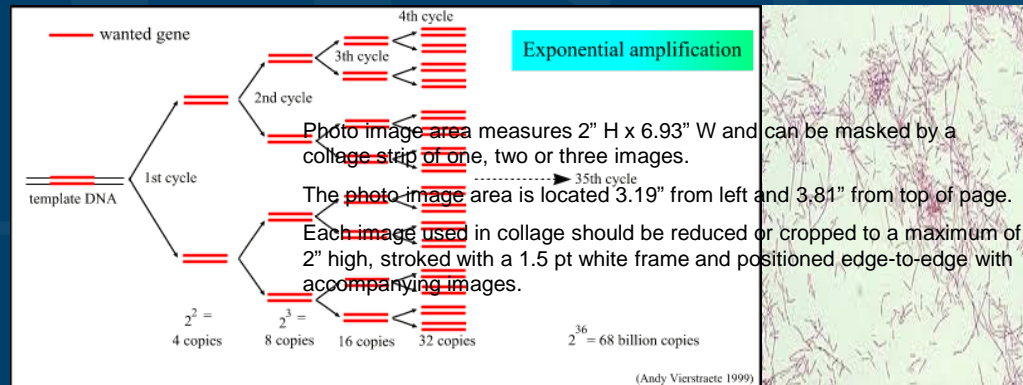 4th cycle
wanted gene
Exponential amplification
3th cycle
2nd cycle
Photo image area measures 2” H x 6.93” W and can be masked by a
collage strip of one, two or three images.
1st cycle
35th cycle
template DNA
The photo image area is located 3.19” from left and 3.81” from top of page.
Each image used in collage should be reduced or cropped to a maximum of
2” high, stroked with a 1.5 pt white frame and positioned edge-to-edge with
accompanying images.
2^2 =
4 copies
2^3 =
8 copies
16 copies
32 copies
2^36 = 68 billion copies
(Andy Vierstraete 1999)